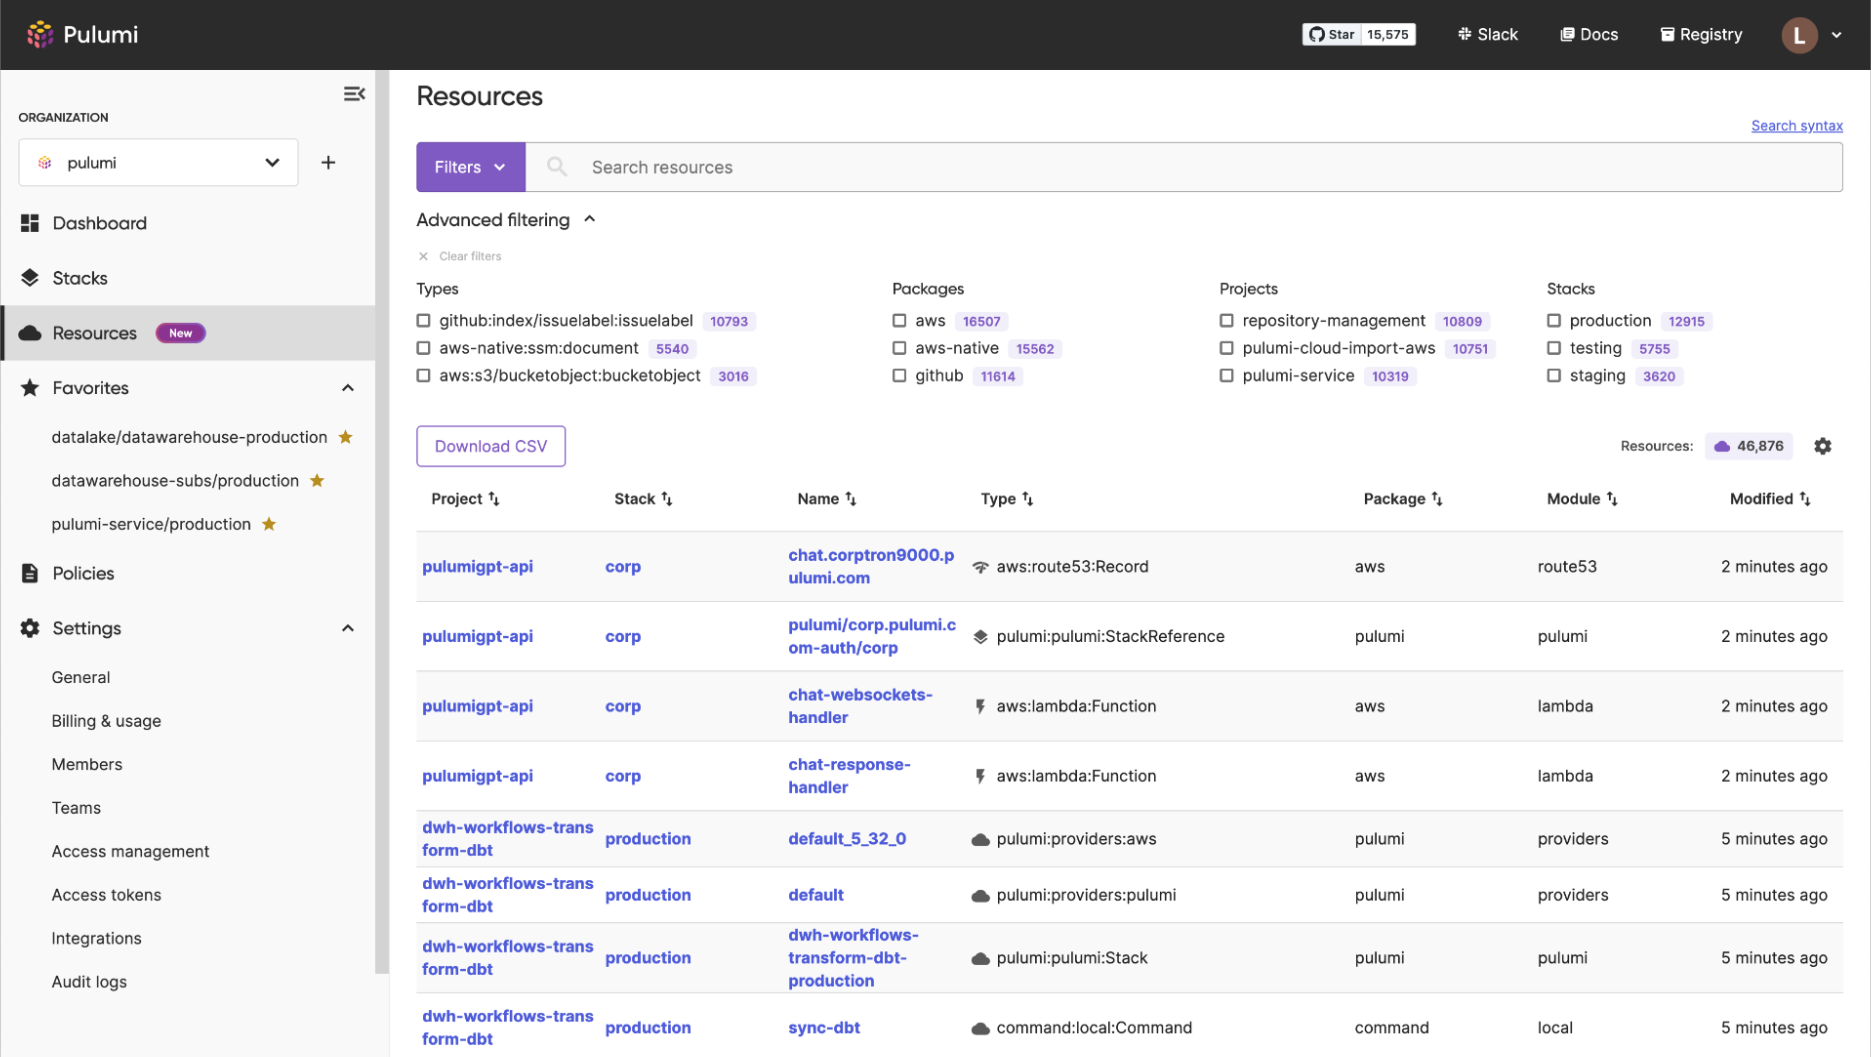 Pulumi
Star 15,575
Slack
Docs
Registry
L
ORGANIZATION
pulumi
Dashboard
Stacks
Resources New
Favorites
datalake/datawarehouse-production
datawarehouse-subs/production
pulumi-service/production
Policies
Settings
General
Billing & usage
Members
Teams
Access management
Access tokens
Integrations
Audit logs
Resources
Search syntax
Filters
Search resources
Advanced filtering
Clear filters
Types
github:index/issuelabel:issuelabel 10793
aws-native:ssm:document 5540
aws:s3/bucketobject:bucketobject 3016
Packages
aws 16507
aws-native 15562
github 11614
Projects
repository-management 10809
pulumi-cloud-import-aws 10751
pulumi-service 10319
Stacks
production 12915
testing 5755
staging 3620
Download CSV
Resources: 46,876
Project Stack Name Type Package Module Modified
pulumigpt-api corp chat.corptron9000.p
ulumi.com aws:route53:Record aws route53 2 minutes ago
pulumigpt-api corp pulumi/corp.pulumi.c
om-auth/corp pulumi:pulumi:StackReference pulumi pulumi 2 minutes ago
pulumigpt-api corp chat-websockets-
handler aws:lambda:Function aws lambda 2 minutes ago
pulumigpt-api corp chat-response-
handler aws:lambda:Function aws lambda 2 minutes ago
dwh-workflows-trans
form-dbt production default_5_32_0 pulumi:providers:aws pulumi providers 5 minutes ago
dwh-workflows-trans
form-dbt production default pulumi:providers:pulumi pulumi providers 5 minutes ago
dwh-workflows-trans
form-dbt production dwh-workflows-
transform-dbt-
production pulumi:pulumi:Stack pulumi pulumi 5 minutes ago
dwh-workflows-trans
form-dbt production sync-dbt command:local:Command command local 5 minutes ago